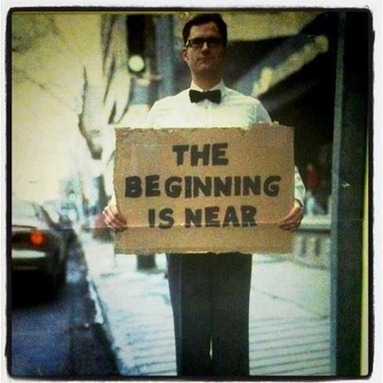 THE
BEGINNING
IS NEAR